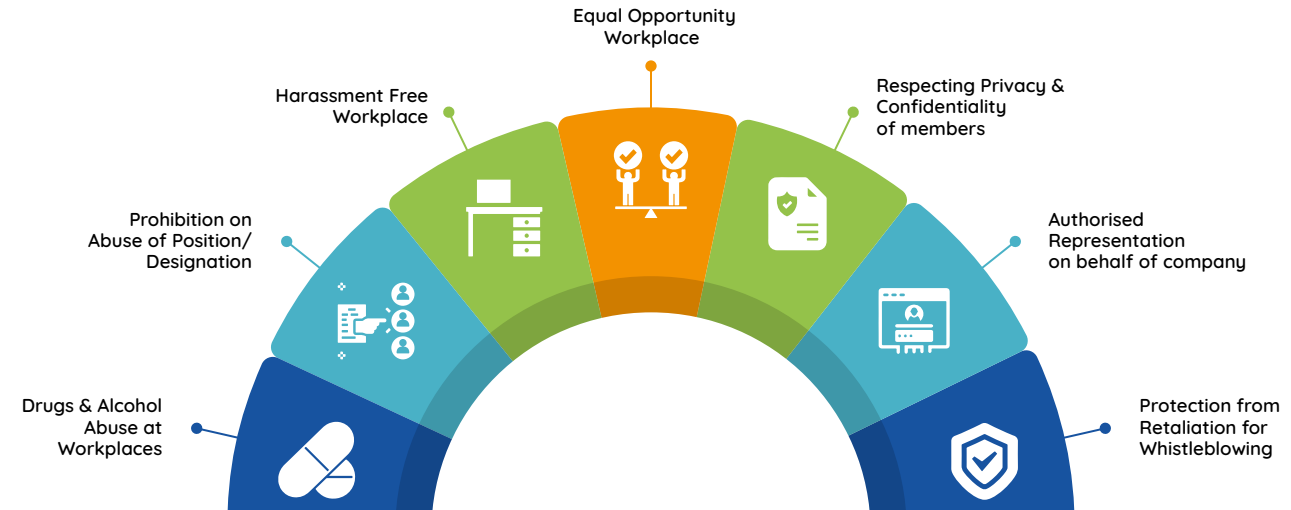 Equal Opportunity
Workplace
Harassment Free
Workplace
Respecting Privacy &
Confidentiality
of members
Prohibition on
Abuse of Position/
Designation
Authorised
Representation
on behalf of company
Drugs & Alcohol
Abuse at
Workplaces
Protection from
Retaliation for
Whistleblowing